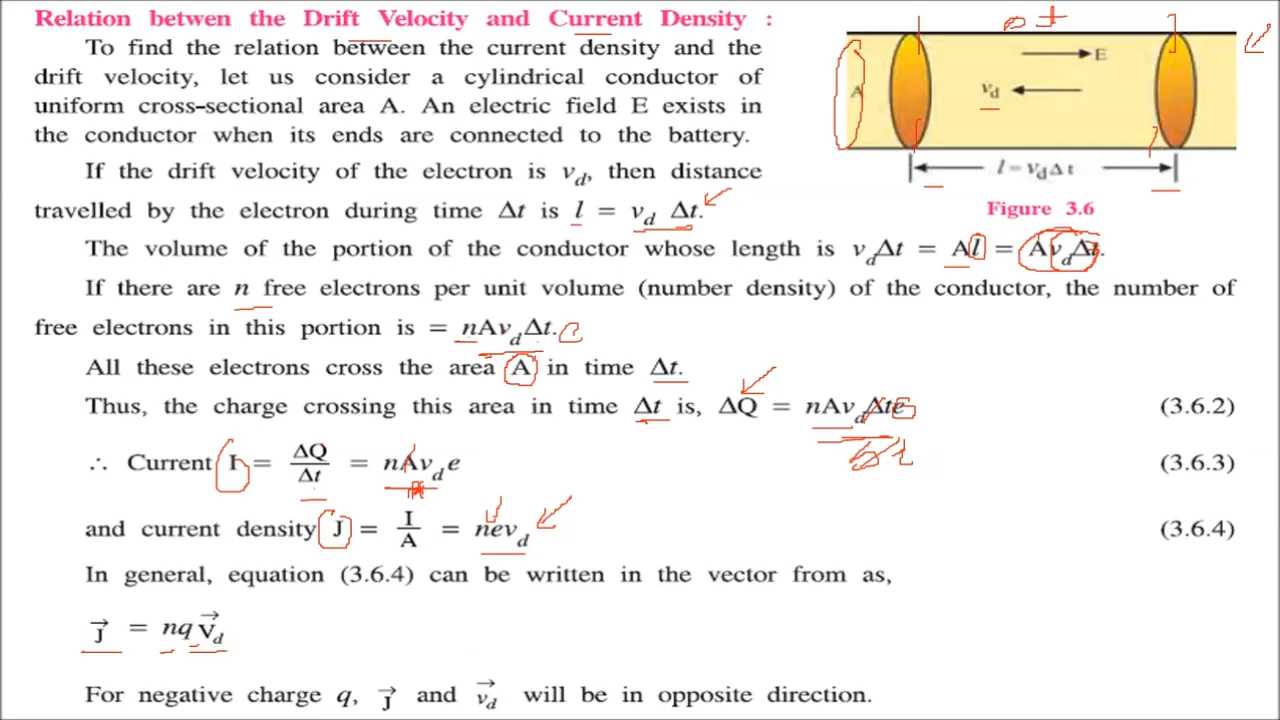 Relation betwen the Drift Velocity and Current Density :
To find the relation between the current density and the
drift velocity, let us consider a cylindrical conductor of
uniform cross-sectional area A. An electric field E exists in
the conductor when its ends are connected to the battery.
If the drift velocity of the electron is v_d, then distance
travelled by the electron during time Δt is l = v_d Δt.
A
E
v_d
l = v_d Δt
Figure 3.6
The volume of the portion of the conductor whose length is v_dΔt = Al = Av_dΔt.
If there are n free electrons per unit volume (number density) of the conductor, the number of
free electrons in this portion is = nAv_dΔt.
All these electrons cross the area A in time Δt.
Thus, the charge crossing this area in time Δt is, ΔQ = nAv_dΔte (3.6.2)
∴ Current I = ΔQ/Δt = nAv_de (3.6.3)
and current density J = I/A = nev_d (3.6.4)
In general, equation (3.6.4) can be written in the vector from as,
J⃗ = nq v⃗_d
For negative charge q, J⃗ and v⃗_d will be in opposite direction.